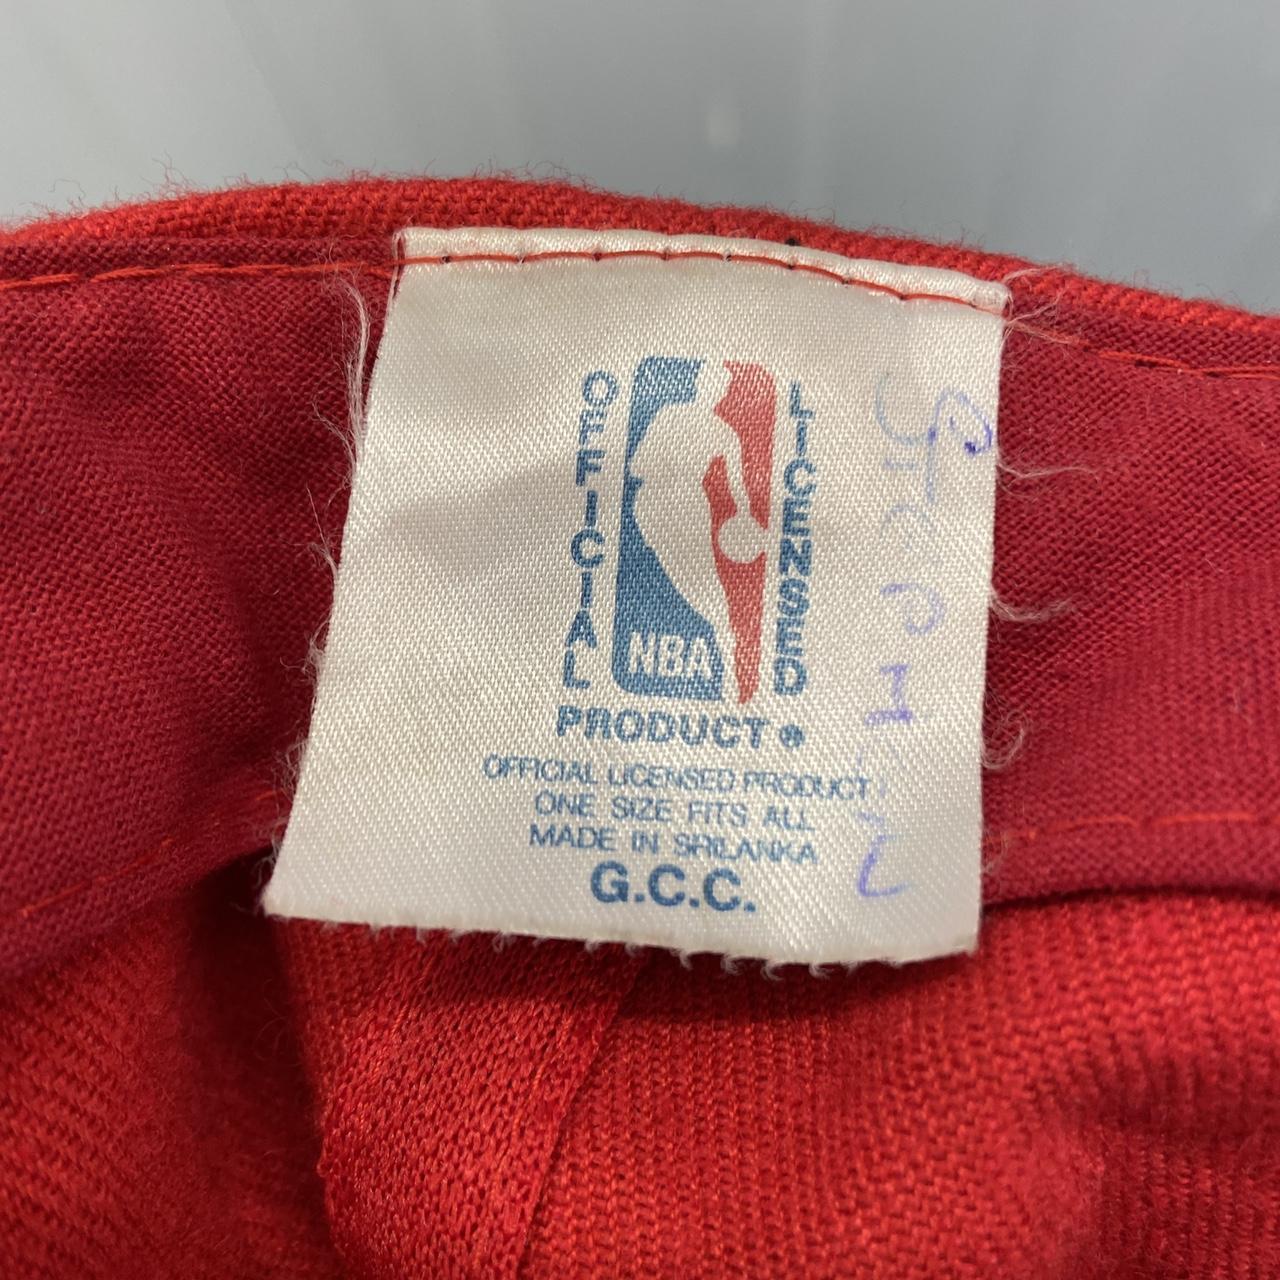 OFFICIAL
LICENSED
NBA
PRODUCT ®
OFFICIAL LICENSED PRODUCT
ONE SIZE FITS ALL
MADE IN SRILANKA
G.C.C.